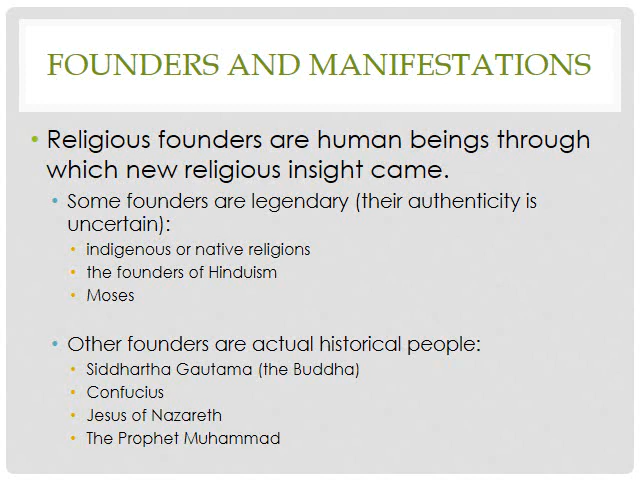 FOUNDERS AND MANIFESTATIONS
• Religious founders are human beings through
which new religious insight came.
• Some founders are legendary (their authenticity is
uncertain):
• indigenous or native religions
• the founders of Hinduism
• Moses
• Other founders are actual historical people:
• Siddhartha Gautama (the Buddha)
• Confucius
• Jesus of Nazareth
• The Prophet Muhammad